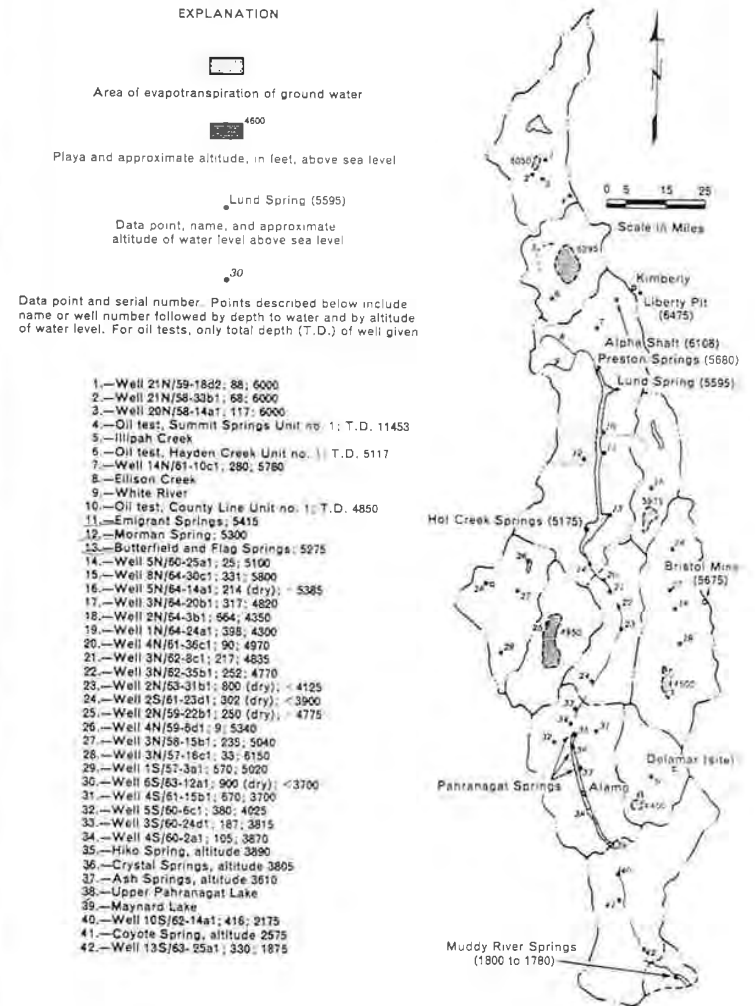 EXPLANATION
Area of evapotranspiration of ground water
4600
Playa and approximate altitude, in feet, above sea level
Lund Spring (5595)
Data point, name, and approximate
altitude of water level above sea level
30
Data point and serial number. Points described below include
name or well number followed by depth to water and by altitude
of water level. For oil tests, only total depth (T.D.) of well given
1.—Well 21N/59-18d2; 88; 6000
2.—Well 21N/58-33b1; 68; 6000
3.—Well 20N/58-14a1; 117; 6000
4.—Oil test, Summit Springs Unit no. 1; T.D. 11453
5.—Illipah Creek
6.—Oil test, Hayden Creek Unit no. 1; T.D. 5117
7.—Well 14N/61-10c1; 280; 5780
8.—Ellison Creek
9.—White River
10.—Oil test, County Line Unit no. 1; T.D. 4850
11.—Emigrant Springs; 5415
12.—Morman Spring; 5300
13.—Butterfield and Flag Springs; 5275
14.—Well 5N/60-25a1; 25; 5100
15.—Well 8N/64-30c1; 331; 5800
16.—Well 5N/64-14a1; 214 (dry); 5385
17.—Well 3N/64-20b1; 317; 4820
18.—Well 2N/64-3b1; 664; 4350
19.—Well 1N/64-24a1; 398; 4300
20.—Well 4N/61-36c1; 90; 4970
21.—Well 3N/62-8c1; 217; 4835
22.—Well 3N/62-35b1; 252; 4770
23.—Well 2N/63-31b1; 800 (dry); <4125
24.—Well 2S/61-23d1; 302 (dry); <3900
25.—Well 2N/59-22b1; 250 (dry); 4775
26.—Well 4N/59-6d1; 9; 5340
27.—Well 3N/58-15b1; 235; 5040
28.—Well 3N/57-16c1; 33; 6150
29.—Well 1S/57-3a1; 570; 5020
30.—Well 6S/63-12a1; 900 (dry); <3700
31.—Well 4S/61-15b1; 670; 3700
32.—Well 5S/60-6c1; 380; 4025
33.—Well 3S/60-24d1; 187; 3815
34.—Well 4S/60-2a1; 105; 3870
35.—Hiko Spring, altitude 3890
36.—Crystal Springs, altitude 3805
37.—Ash Springs, altitude 3610
38.—Upper Pahranagat Lake
39.—Maynard Lake
40.—Well 10S/62-14a1; 416; 2175
41.—Coyote Spring, altitude 2575
42.—Well 13S/63-25a1; 330; 1875
0 5 15 25
Scale in Miles
Kimberly
Liberty Pit
(6475)
Alpha Shaft (6108)
Preston Springs (5680)
Lund Spring (5595)
Hot Creek Springs (5175)
Bristol Mine
(5675)
Delamar (site)
Pahranagat Springs
Alamo
Muddy River Springs
(1800 to 1780)